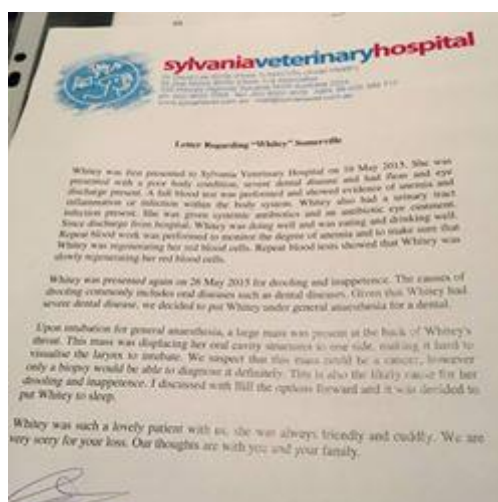 sylvaniaveterinaryhospital
Letter Regarding "Whitey" Somerville
Whitey was first presented to Sylvania Veterinary Hospital on 19 May 2015. She was
presented with a poor body condition, severe dental disease and had fleas and eye
discharge present. A full blood test was performed and showed evidence of anemia and
inflammation or infection within the body system. Whitey also had a urinary tract
infection present. She was given systemic antibiotics and an antibiotic eye ointment.
Since discharge from hospital, Whitey was doing well and was eating and drinking well.
Repeat blood work was performed to monitor the degree of anemia and to make sure that
Whitey was regenerating her red blood cells. Repeat blood tests showed that Whitey was
slowly regenerating her red blood cells.
Whitey was presented again on 26 May 2015 for drooling and inappetence. The causes of
drooling commonly includes oral diseases such as dental diseases. Given that Whitey had
severe dental disease, we decided to put Whitey under general anaesthesia for a dental.
Upon intubation for general anaesthesia, a large mass was present at the back of Whitey's
throat. This mass was displacing her oral cavity structures to one side, making it hard to
visualise the larynx to intubate. We suspect that this mass could be a cancer, however
only a biopsy would be able to diagnose it definitely. This is also the likely cause for her
drooling and inappetence. I discussed with Bill the options forward and it was decided to
put Whitey to sleep.
Whitey was such a lovely patient with us, she was always friendly and cuddly. We are
very sorry for your loss. Our thoughts are with you and your family.